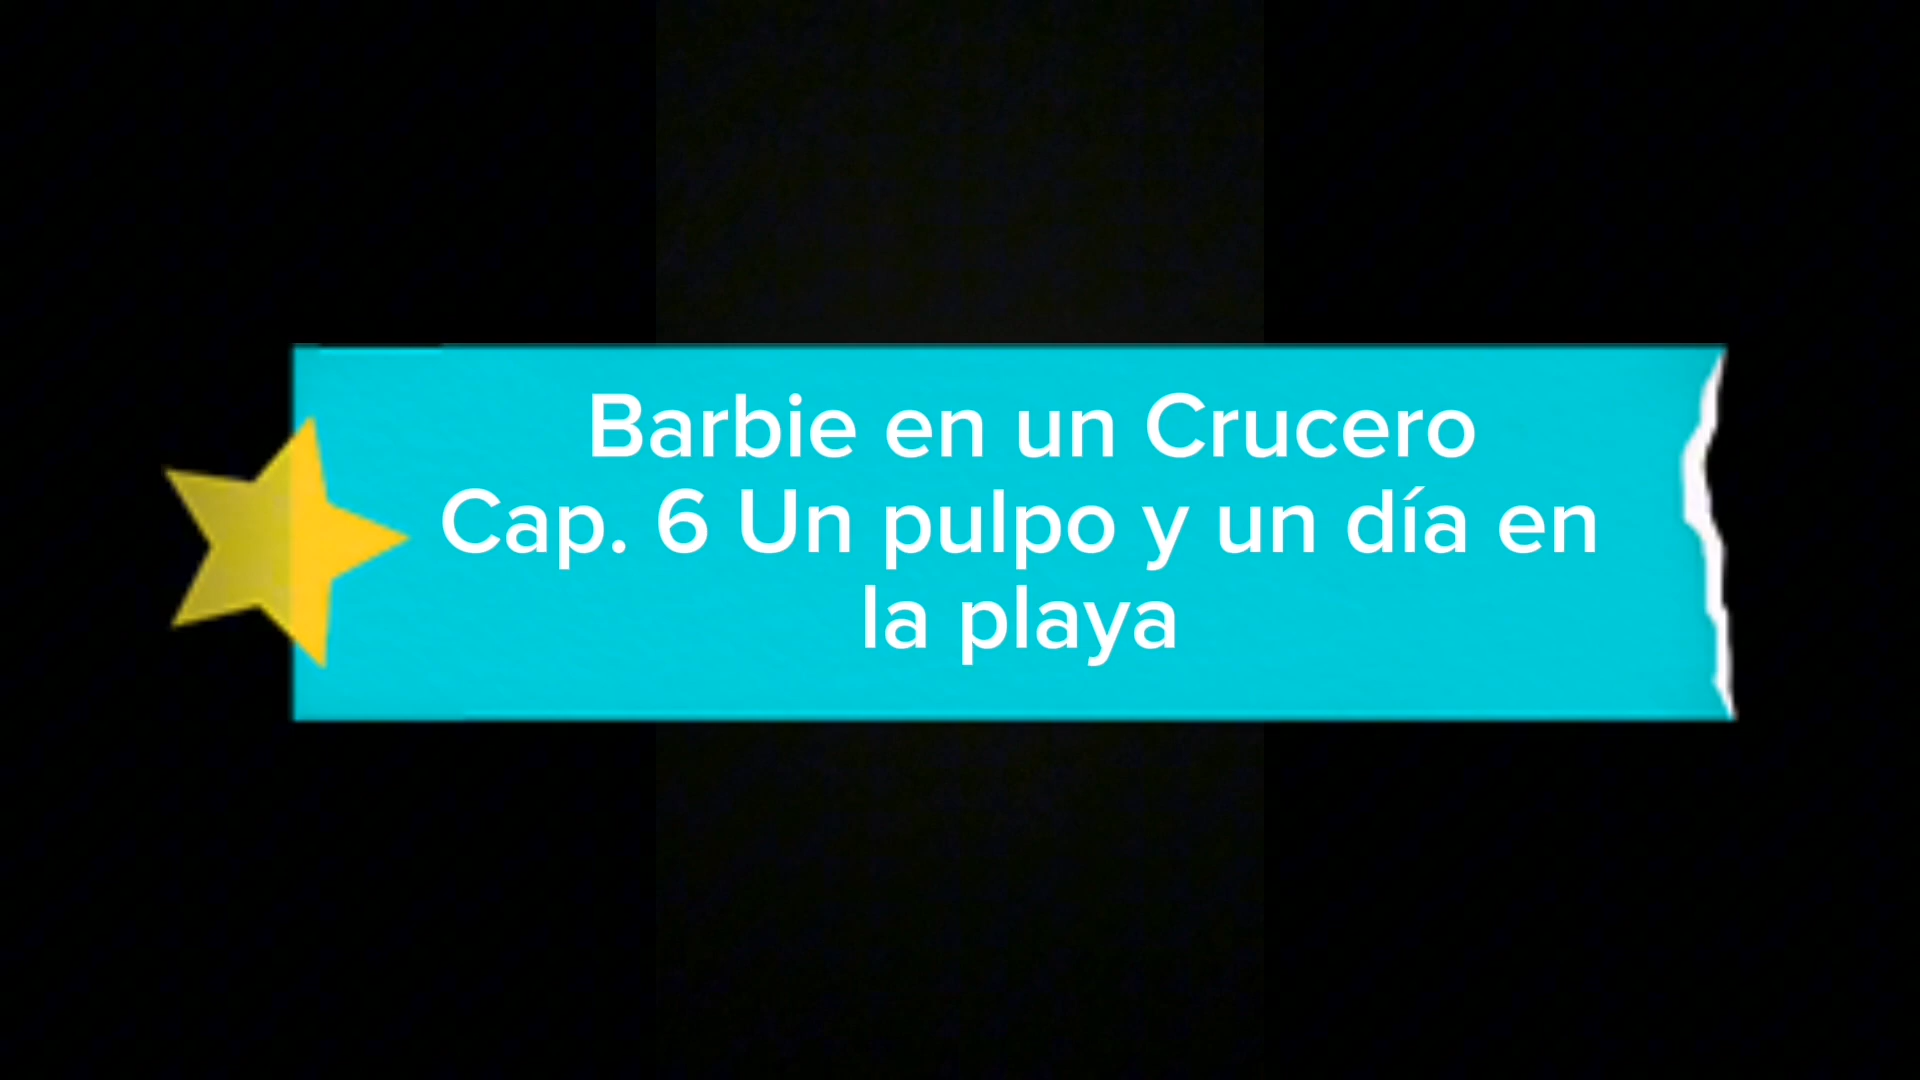 Barbie en un Crucero
Cap. 6 Un pulpo y un día en
la playa